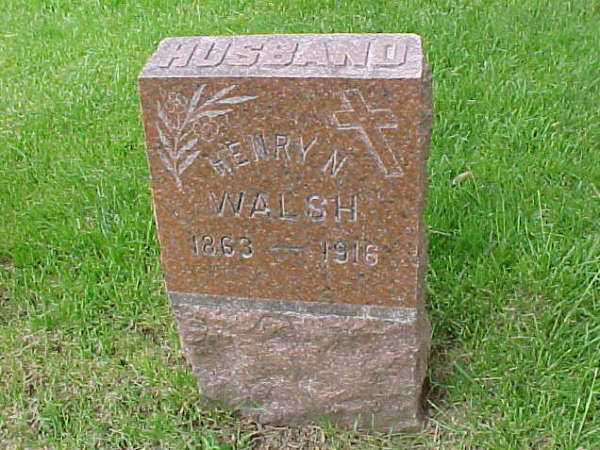 HUSBAND
HENRY N
WALSH
1863 — 1916